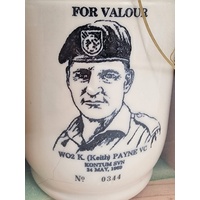 FOR VALOUR
WO2 K. (Keith) PAYNE VC
KONTUM SVN
24 MAY, 1969
No 0344